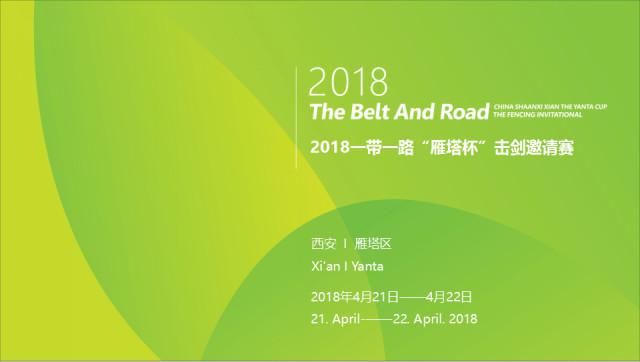 2018
The Belt And Road CHINA SHAANXI XIAN THE YANTA CUP
THE FENCING INVITATIONAL
2018一带一路“雁塔杯”击剑邀请赛
西安 I 雁塔区
Xi'an I Yanta
2018年4月21日——4月22日
21. April-——22. April. 2018